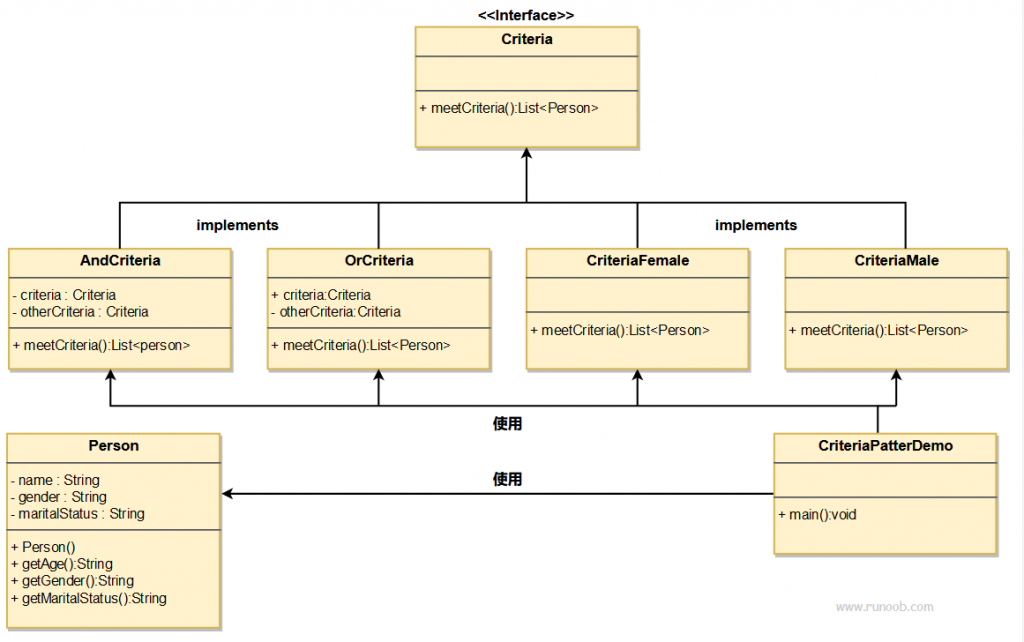 <<Interface>>
Criteria
+ meetCriteria():List<Person>
implements
implements
AndCriteria
- criteria : Criteria
- otherCriteria : Criteria
+ meetCriteria():List<person>
OrCriteria
+ criteria:Criteria
- otherCriteria:Criteria
+ meetCriteria():List<Person>
CriteriaFemale
+ meetCriteria():List<Person>
CriteriaMale
+ meetCriteria():List<Person>
使用
Person
- name : String
- gender : String
- maritalStatus : String
+ Person()
+ getAge():String
+ getGender():String
+ getMaritalStatus():String
使用
CriteriaPatterDemo
+ main():void
www.runoob.com